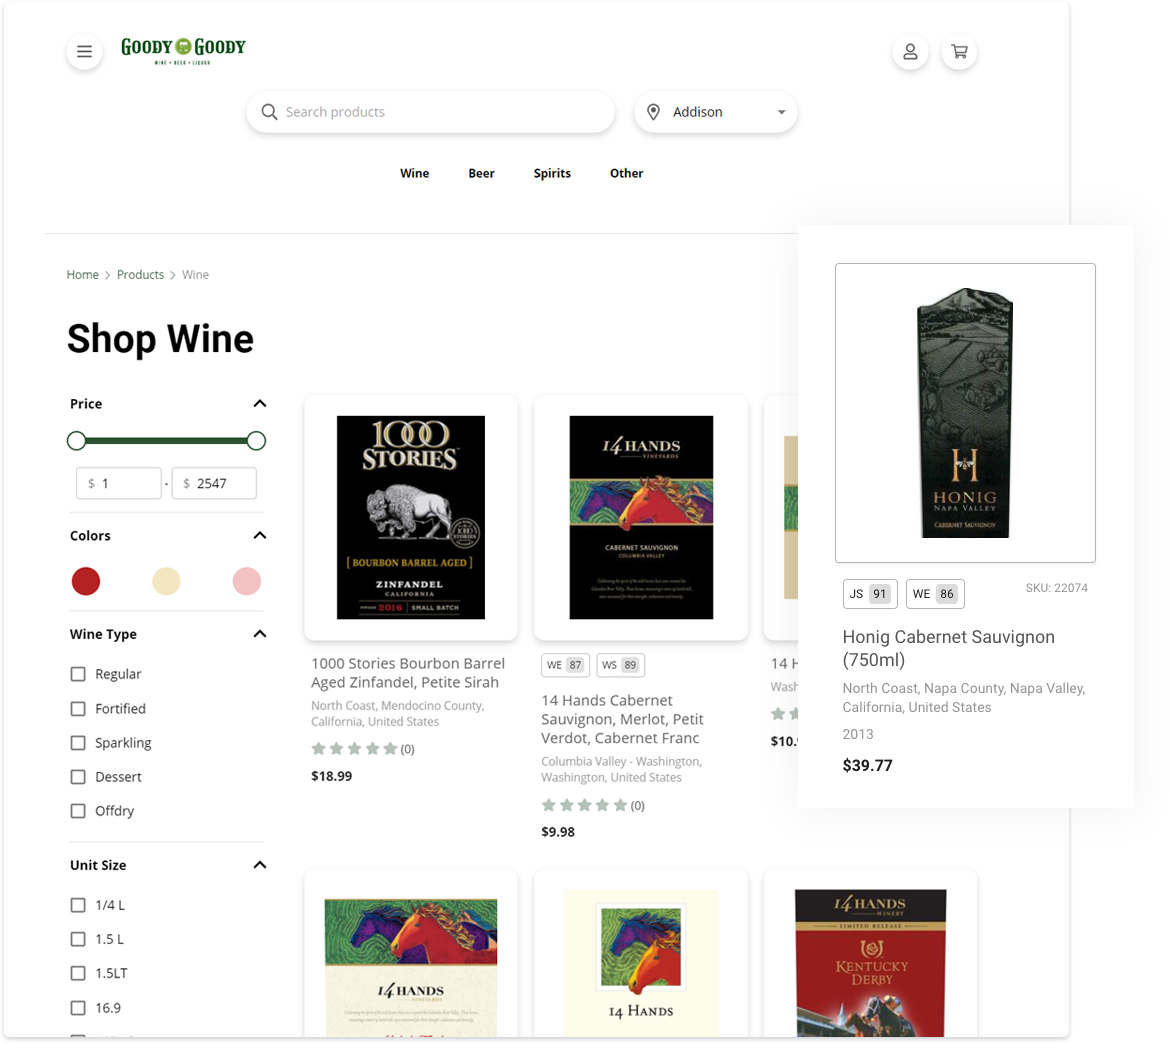 GOODY GOODY
WINE • BEER • LIQUOR
Search products
Addison
Wine
Beer
Spirits
Other
Home > Products > Wine
Shop Wine
Price
$ 1 - $ 2547
Colors
Wine Type
Regular
Fortified
Sparkling
Dessert
Offdry
Unit Size
1/4 L
1.5 L
1.5LT
16.9
1000
STORIES
1000
STORIES
[ BOURBON BARREL AGED ]
ZINFANDEL
CALIFORNIA
VINTAGE 2016 | SMALL BATCH
1000 Stories Bourbon Barrel
Aged Zinfandel, Petite Sirah
North Coast, Mendocino County,
California, United States
(0)
$18.99
14 HANDS
VINEYARDS
CABERNET SAUVIGNON
COLUMBIA VALLEY
WE 87
WS 89
14 Hands Cabernet
Sauvignon, Merlot, Petit
Verdot, Cabernet Franc
Columbia Valley - Washington,
Washington, United States
(0)
$9.98
14 H
Wash
$10.
H
HONIG
NAPA VALLEY
CABERNET SAUVIGNON
JS 91
WE 86
SKU: 22074
Honig Cabernet Sauvignon
(750ml)
North Coast, Napa County, Napa Valley,
California, United States
2013
$39.77
14 HANDS
VINEYARDS
14 HANDS
14 HANDS
WINERY
LIMITED RELEASE
KENTUCKY
DERBY